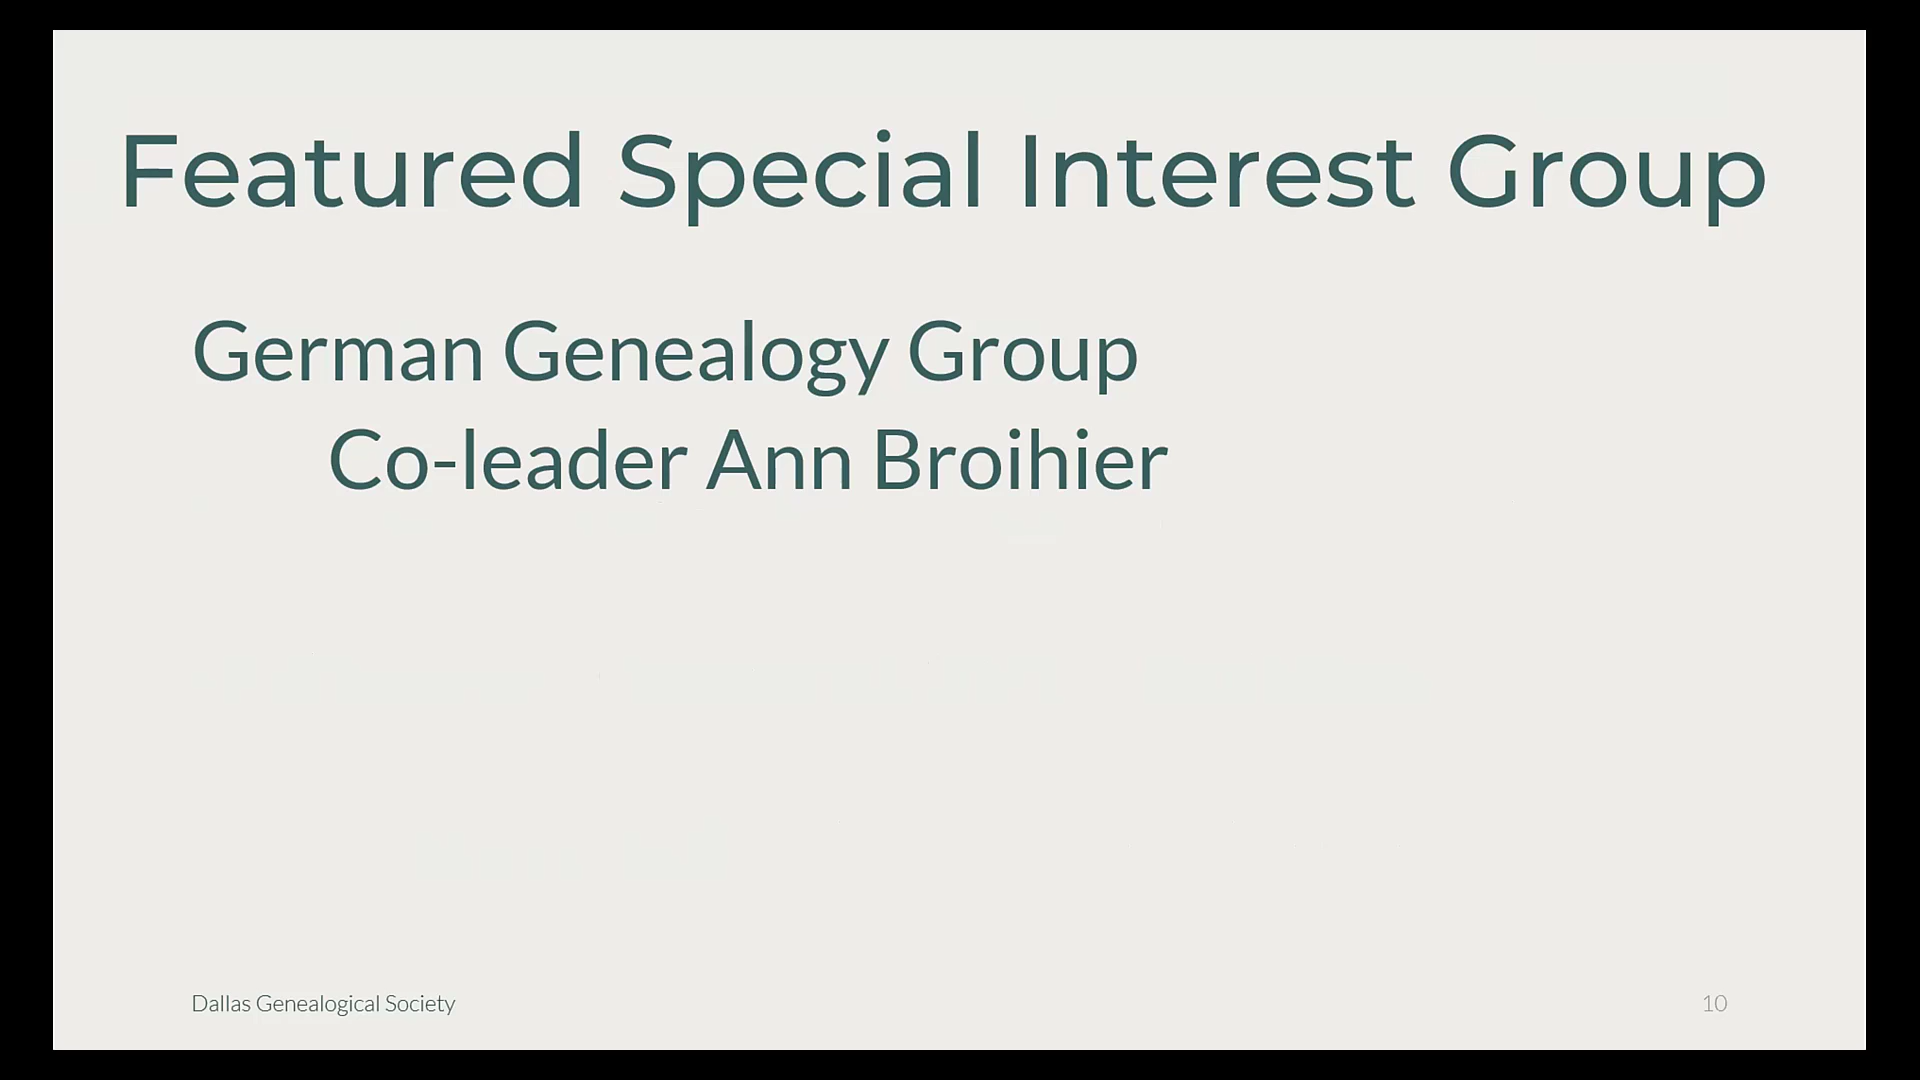 Featured Special Interest Group
German Genealogy Group
Co-leader Ann Broihier
Dallas Genealogical Society
10